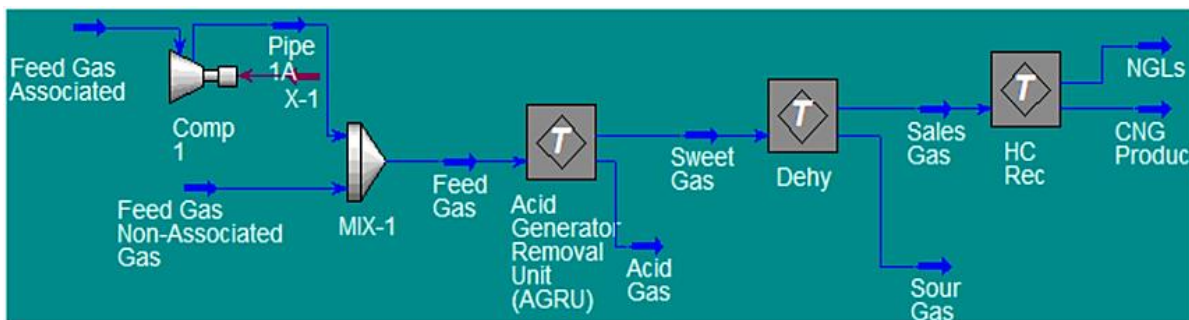 Feed Gas
Associated
Pipe
1A
X-1
Comp
1
Feed Gas
Non-Associated
Gas
MIX-1
Feed
Gas
T
Acid
Generator
Removal
Unit
(AGRU)
Acid
Gas
Sweet
Gas
T
Dehy
Sour
Gas
Sales
Gas
T
HC
Rec
NGLs
CNG
Produc